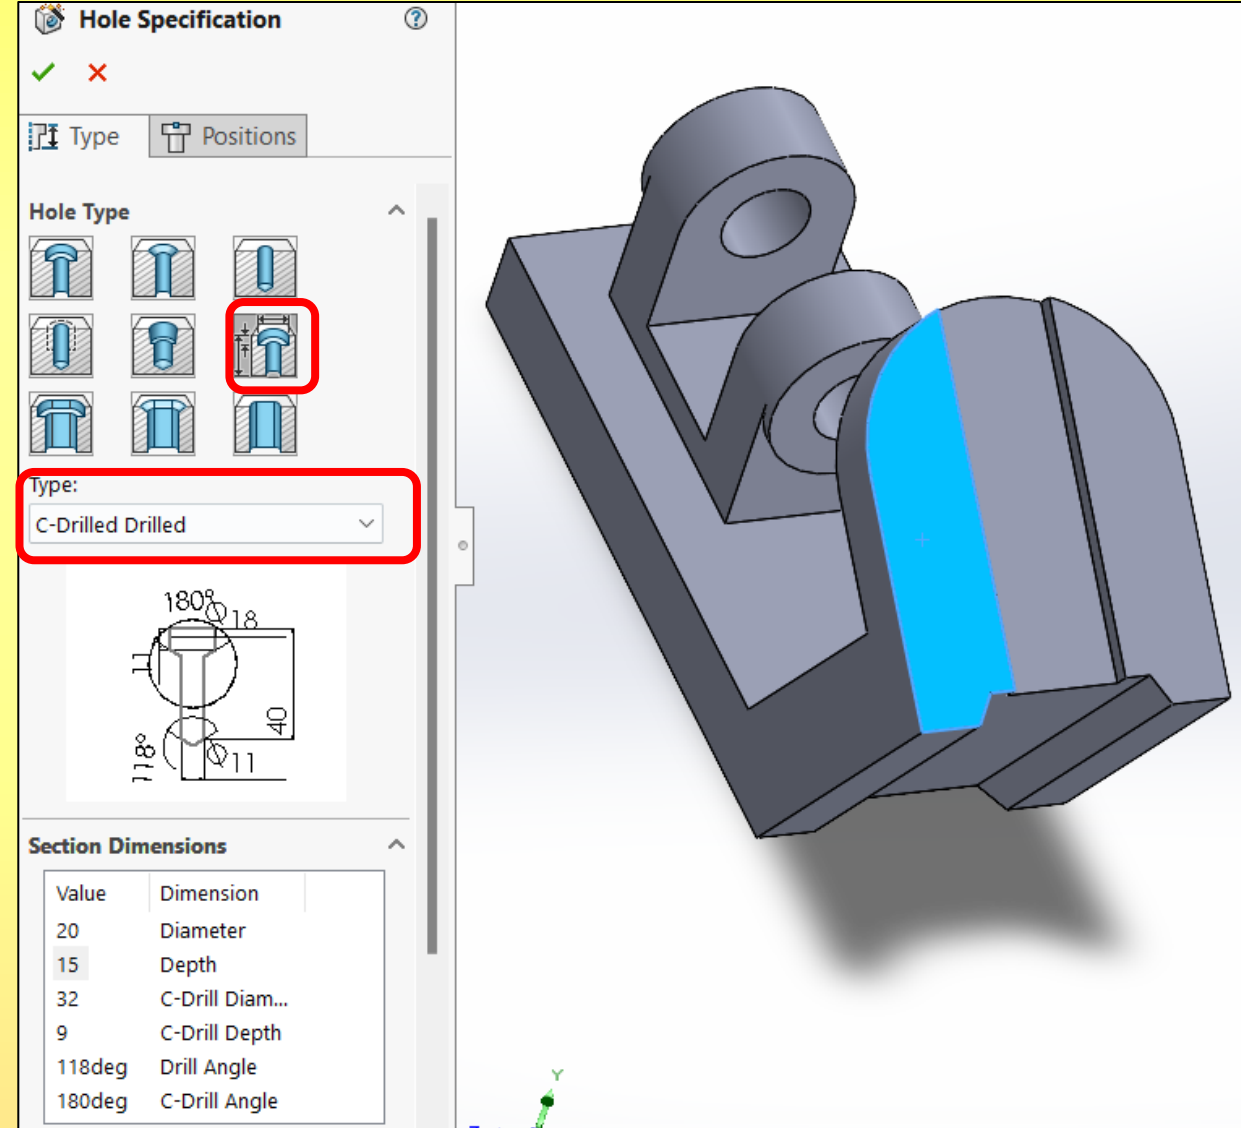 Hole Specification
Type
Positions
Hole Type
Type:
C-Drilled Drilled
180°
Ø18
11
40
118°
Ø11
Section Dimensions
Value Dimension
20 Diameter
15 Depth
32 C-Drill Diam...
9 C-Drill Depth
118deg Drill Angle
180deg C-Drill Angle
Y